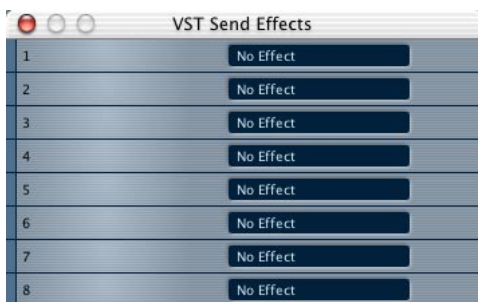 VST Send Effects
1 No Effect
2 No Effect
3 No Effect
4 No Effect
5 No Effect
6 No Effect
7 No Effect
8 No Effect